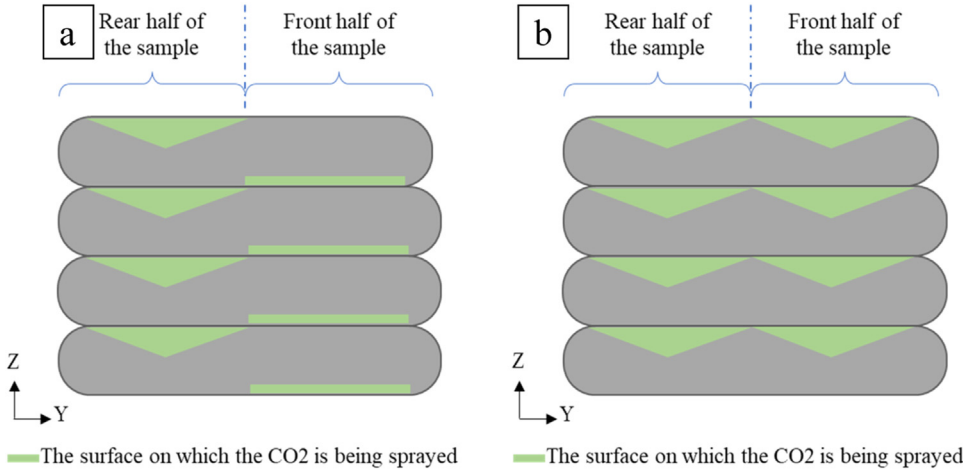 a
Rear half of
the sample
Front half of
the sample
Z
Y
The surface on which the CO2 is being sprayed
b
Rear half of
the sample
Front half of
the sample
Z
Y
The surface on which the CO2 is being sprayed